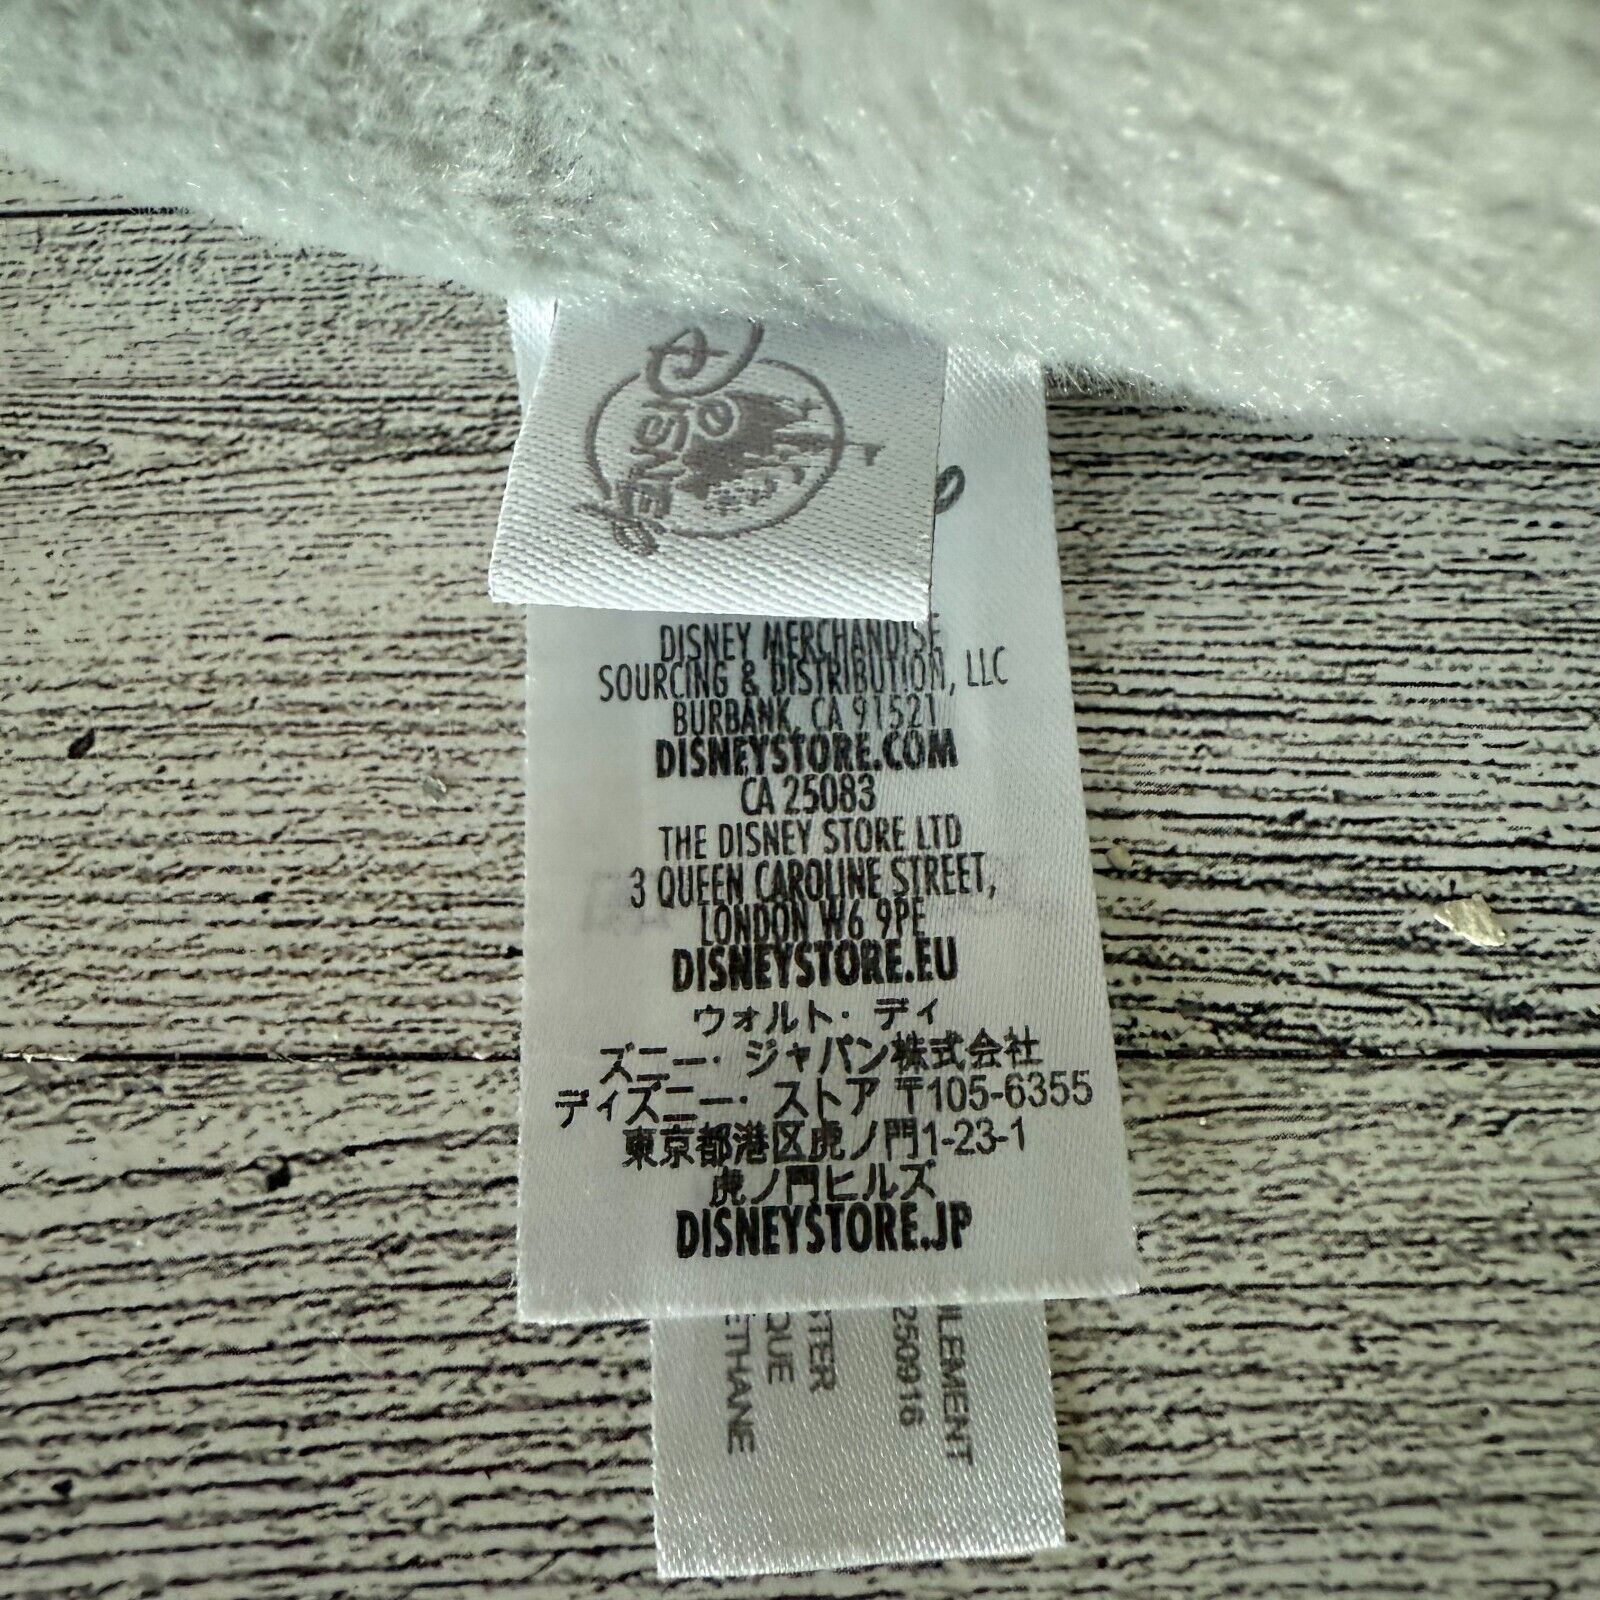 DISNEY MERCHANDISE
SOURCING & DISTRIBUTION, LLC
BURBANK, CA 91521
DISNEYSTORE.COM
CA 25083
THE DISNEY STORE LTD
3 QUEEN CAROLINE STREET,
LONDON W6 9PE
DISNEYSTORE.EU
ウォルト・ディ
ズニー・ジャパン株式会社
ディズニー・ストア 〒105-6355
東京都港区虎ノ門1-23-1
虎ノ門ヒルズ
DISNEYSTORE.JP